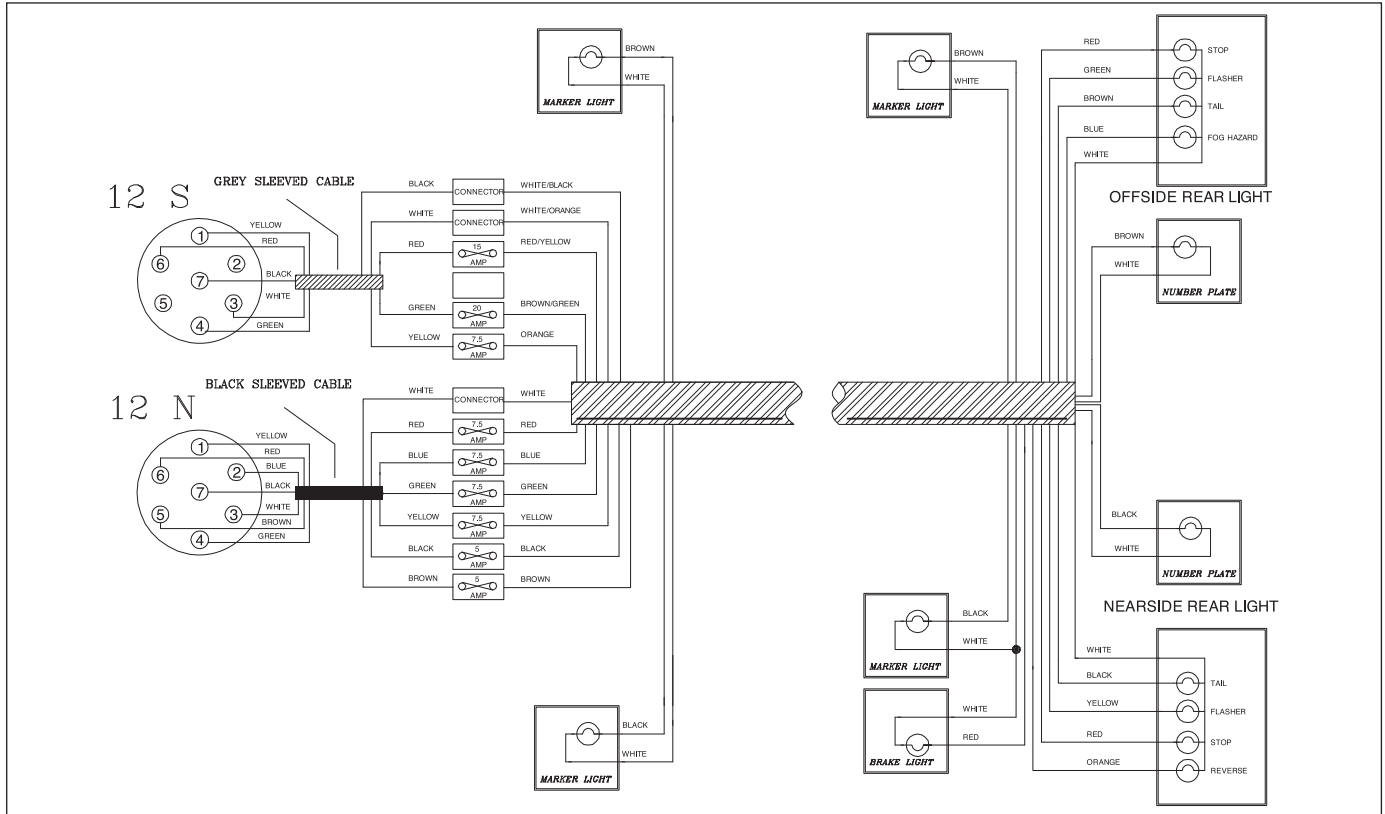 BROWN
WHITE
MARKER LIGHT
BROWN
WHITE
MARKER LIGHT
RED
STOP
GREEN
FLASHER
BROWN
TAIL
BLUE
FOG HAZARD
WHITE
OFFSIDE REAR LIGHT
12 S
GREY SLEEVED CABLE
YELLOW
RED
BLACK
WHITE
GREEN
1
6
2
7
5
3
4
BLACK
CONNECTOR
WHITE/BLACK
WHITE
CONNECTOR
WHITE/ORANGE
RED
15
AMP
RED/YELLOW
GREEN
20
AMP
BROWN/GREEN
YELLOW
7.5
AMP
ORANGE
BROWN
WHITE
NUMBER PLATE
12 N
BLACK SLEEVED CABLE
YELLOW
RED
BLUE
BLACK
WHITE
BROWN
GREEN
1
6
2
7
5
3
4
WHITE
CONNECTOR
WHITE
RED
7.5
AMP
RED
BLUE
7.5
AMP
BLUE
GREEN
7.5
AMP
GREEN
YELLOW
7.5
AMP
YELLOW
BLACK
5
AMP
BLACK
BROWN
5
AMP
BROWN
BLACK
WHITE
NUMBER PLATE
NEARSIDE REAR LIGHT
BLACK
WHITE
MARKER LIGHT
WHITE
RED
BRAKE LIGHT
BLACK
WHITE
MARKER LIGHT
WHITE
BLACK
TAIL
YELLOW
FLASHER
RED
STOP
ORANGE
REVERSE